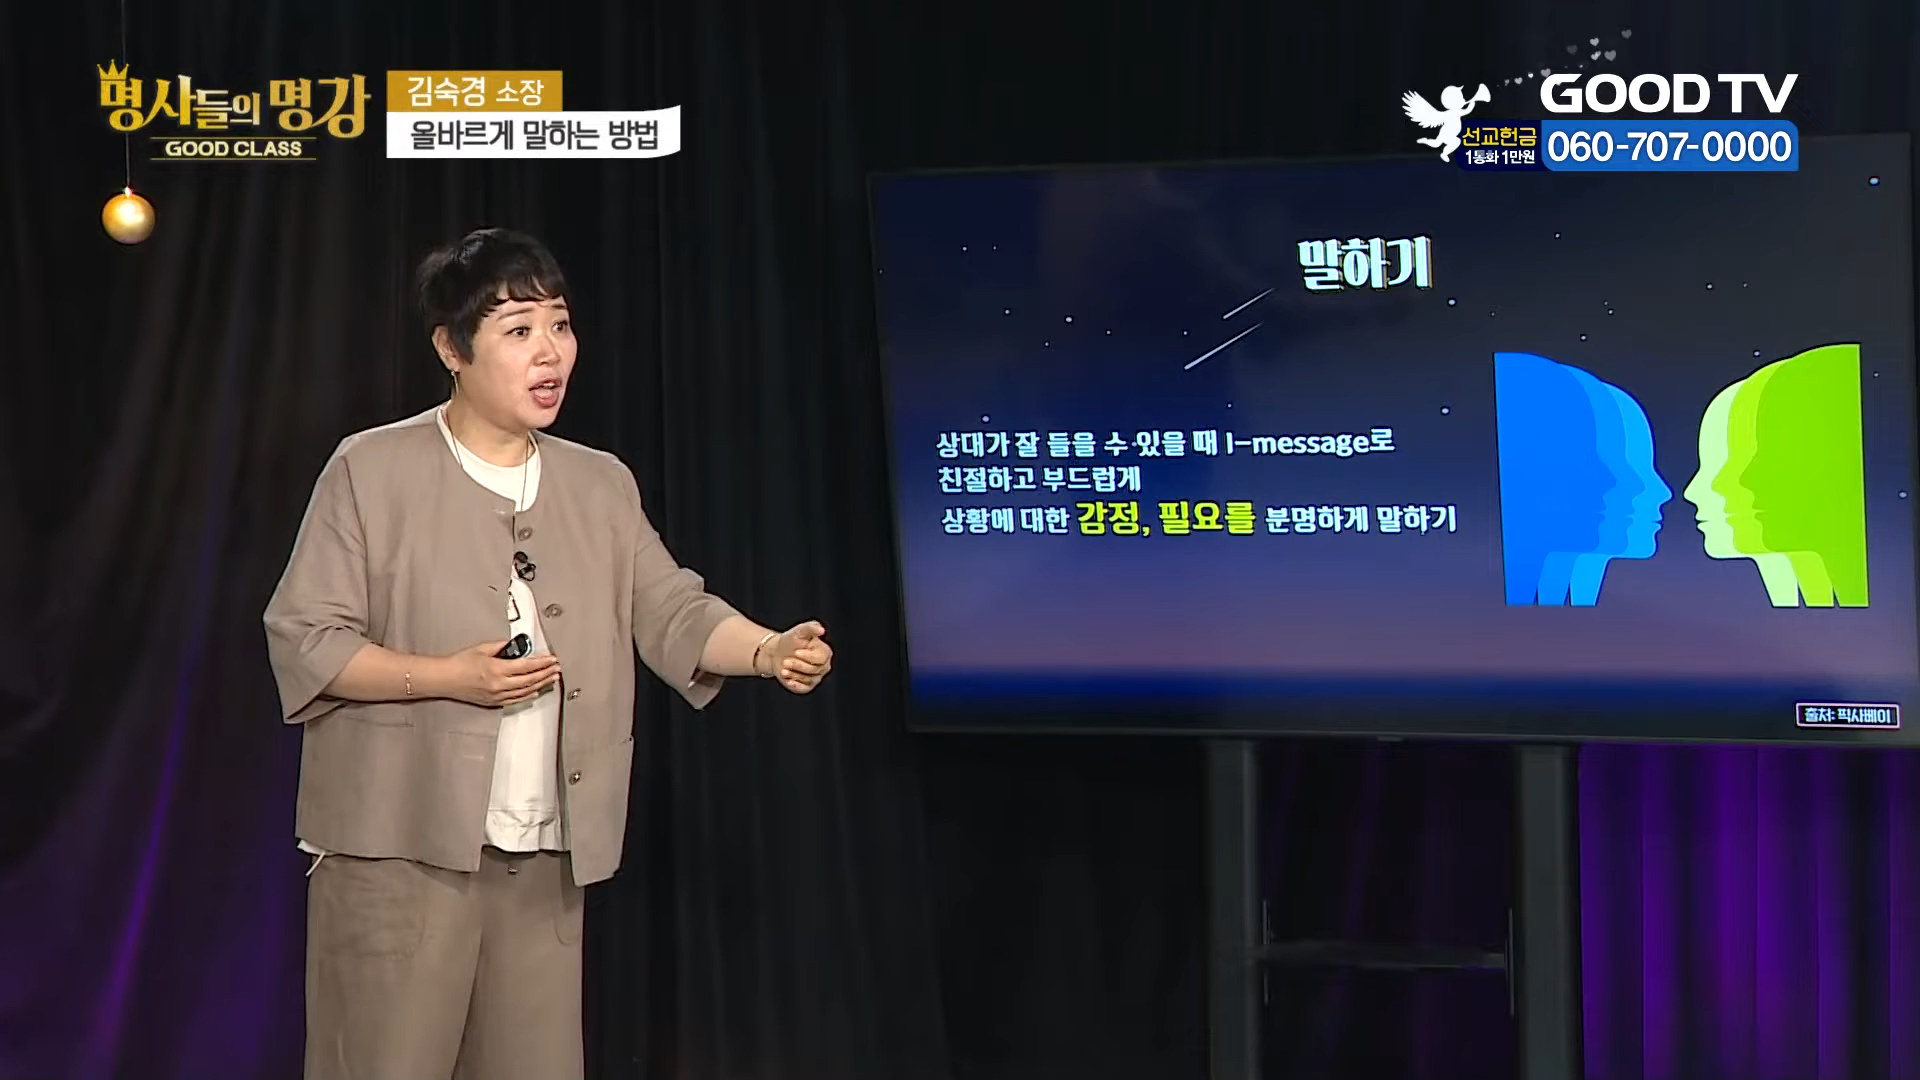 명사들의 명강
GOOD CLASS
김숙경 소장
올바르게 말하는 방법
GOOD TV
선교헌금
1통화 1만원
060-707-0000
말하기
상대가 잘 들을 수 있을 때 I-message로
친절하고 부드럽게
상황에 대한 감정, 필요를 분명하게 말하기
출처: 픽사베이